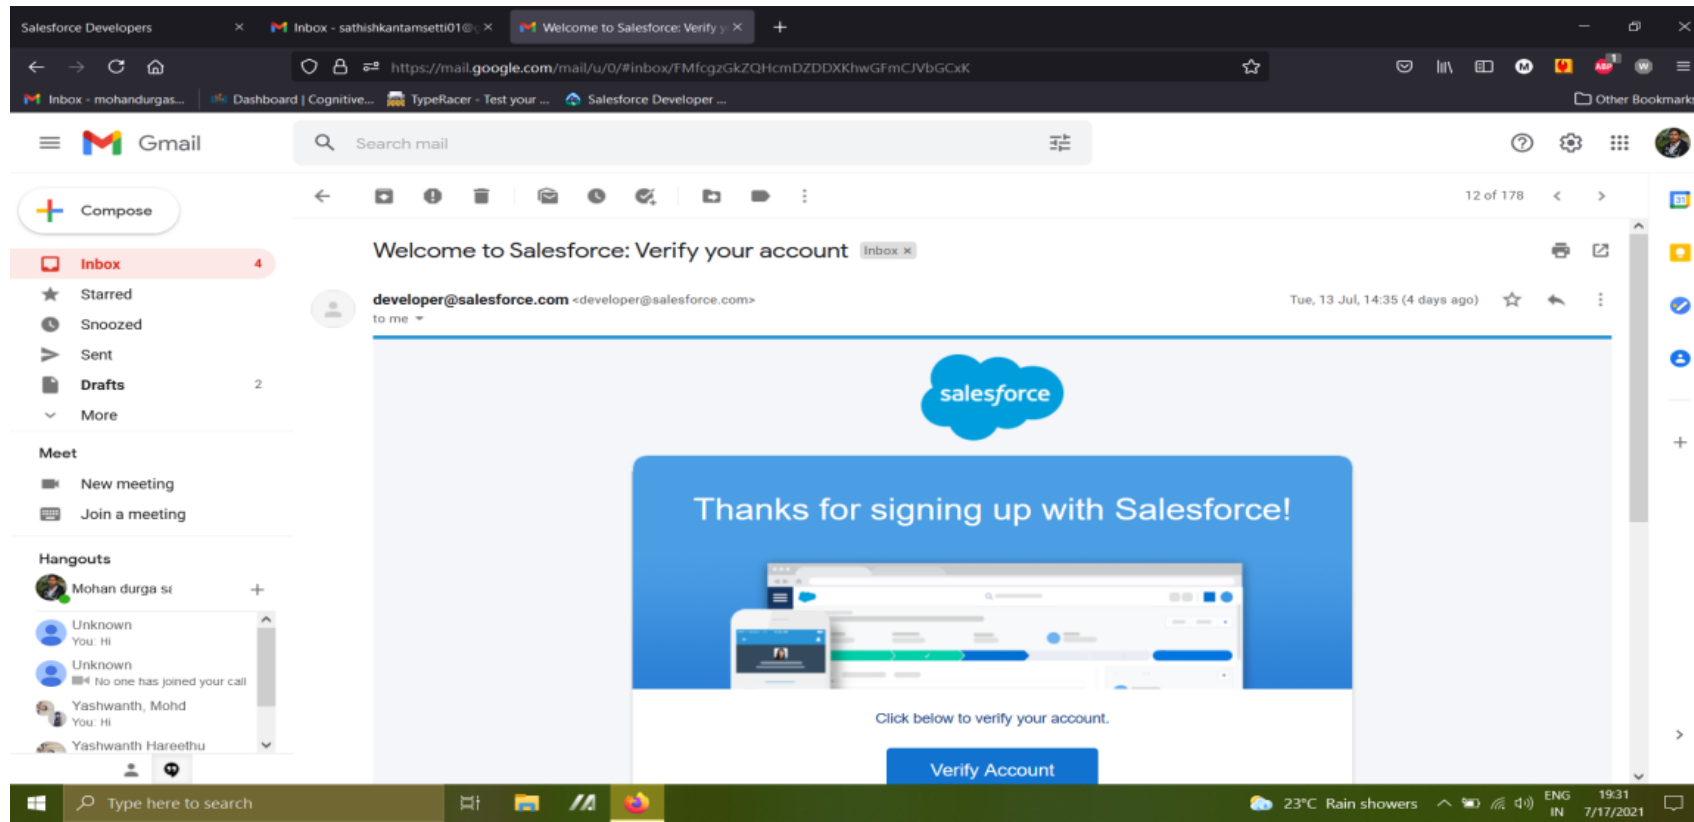 Salesforce Developers
Inbox - sathishkantamsetti01@g
Welcome to Salesforce: Verify y
https://mail.google.com/mail/u/0/#inbox/FMfcgzGkZQHcmDZDDXKhwGFmCJVbGCxK
Inbox - mohandurgas...
Dashboard | Cognitive...
TypeRacer - Test your ...
Salesforce Developer ...
Other Bookmarks
Gmail
Search mail
Compose
12 of 178
Welcome to Salesforce: Verify your account
Inbox ×
Inbox 4
Starred
Snoozed
Sent
Drafts 2
More
developer@salesforce.com <developer@salesforce.com>
Tue, 13 Jul, 14:35 (4 days ago)
to me
salesforce
Thanks for signing up with Salesforce!
Click below to verify your account.
Verify Account
Meet
New meeting
Join a meeting
Hangouts
Mohan durga sa
Unknown
You: Hi
Unknown
No one has joined your call
Yashwanth, Mohd
You: Hi
Yashwanth Hareethu
Type here to search
23°C Rain showers
ENG
IN
19:31
7/17/2021